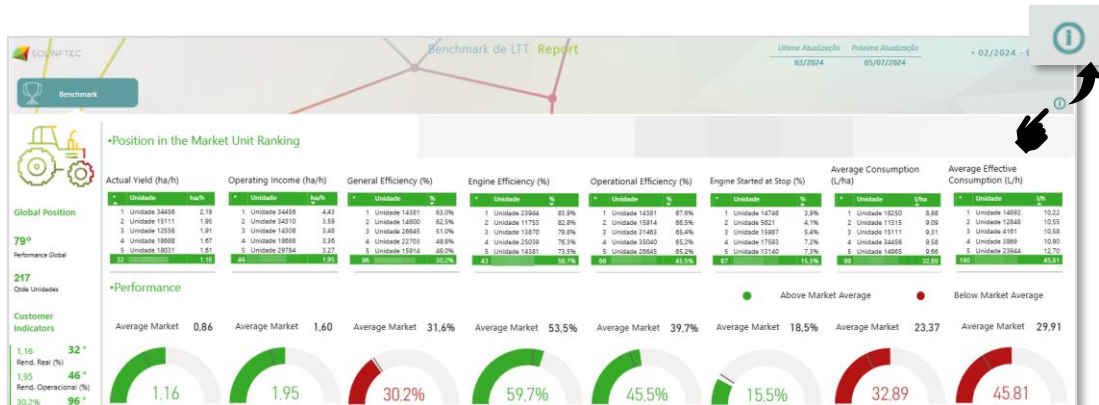 SOLINFTEC
Benchmark de LTT Report
Ultima Atualização Próxima Atualização
03/2024 05/07/2024
• 02/2024 -
Benchmark
•Position in the Market Unit Ranking
Global Position
79º
Performance Global
217
Qtde Unidades
Customer
Indicators
1,16 32 º
Rend. Real (%)
1,95 46 º
Rend. Operacional (%)
30,2% 96 º
Actual Yield (ha/h)
Unidade ha/h
1 Unidade 34456 2,19
2 Unidade 15111 1,95
3 Unidade 12556 1,91
4 Unidade 18688 1,67
5 Unidade 18031 1,61
32 1,16
Operating Income (ha/h)
Unidade ha/h
1 Unidade 34456 4,43
2 Unidade 34310 3,59
3 Unidade 14308 3,48
4 Unidade 18688 3,36
5 Unidade 29784 3,27
46 1,95
General Efficiency (%)
Unidade %
1 Unidade 14381 63,0%
2 Unidade 14600 62,5%
3 Unidade 26645 51,0%
4 Unidade 22703 49,8%
5 Unidade 15914 49,0%
96 30,2%
Engine Efficiency (%)
Unidade %
1 Unidade 23944 83,9%
2 Unidade 11753 82,8%
3 Unidade 13870 79,8%
4 Unidade 25039 76,3%
5 Unidade 14381 73,5%
43 59,7%
Operational Efficiency (%)
Unidade %
1 Unidade 14381 67,6%
2 Unidade 15914 66,5%
3 Unidade 31463 65,4%
4 Unidade 35040 65,2%
5 Unidade 26645 65,2%
66 45,5%
Engine Started at Stop (%)
Unidade %
1 Unidade 14746 3,9%
2 Unidade 5621 4,1%
3 Unidade 15987 5,4%
4 Unidade 17593 7,2%
5 Unidade 13140 7,3%
67 15,5%
Average Consumption
(L/ha)
Unidade l/ha
1 Unidade 18250 8,88
2 Unidade 11315 9,09
3 Unidade 15111 9,31
4 Unidade 34456 9,58
5 Unidade 14965 9,66
98 32,89
Average Effective
Consumption (L/h)
Unidade l/h
1 Unidade 14892 10,22
2 Unidade 12848 10,55
3 Unidade 4161 10,58
4 Unidade 3869 10,90
5 Unidade 23944 12,70
190 45,81
•Performance
Above Market Average
Below Market Average
Average Market 0,86
Average Market 1,60
Average Market 31,6%
Average Market 53,5%
Average Market 39,7%
Average Market 18,5%
Average Market 23,37
Average Market 29,91
1,16
1,95
30,2%
59,7%
45,5%
15,5%
32,89
45,81